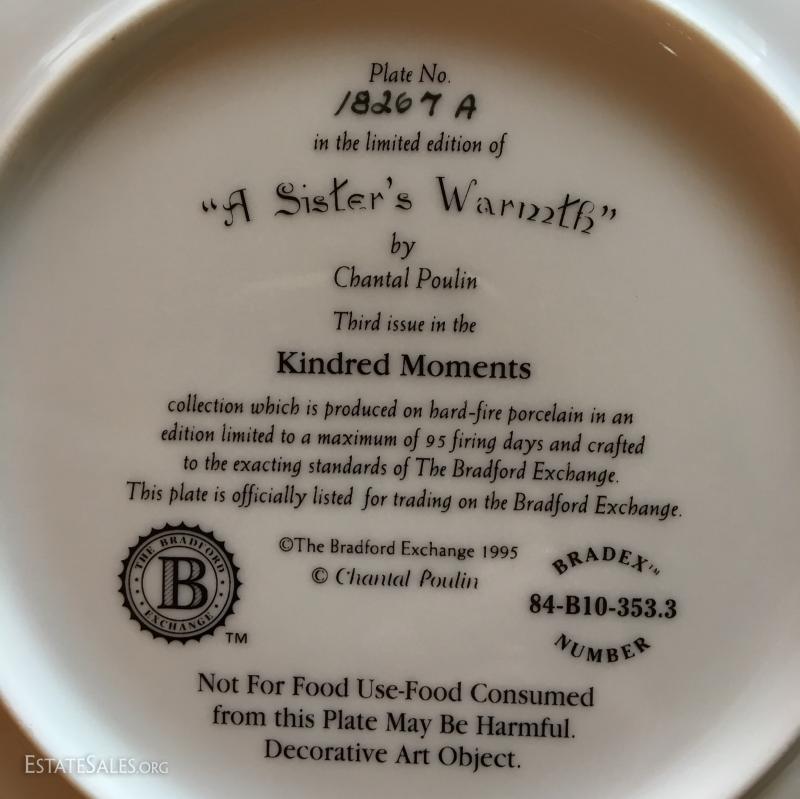 Plate No.
18267 A
in the limited edition of
"A Sister's Warmth"
by
Chantal Poulin
Third issue in the
Kindred Moments
collection which is produced on hard-fire porcelain in an
edition limited to a maximum of 95 firing days and crafted
to the exacting standards of The Bradford Exchange.
This plate is officially listed for trading on the Bradford Exchange.
THE BRADFORD
B
EXCHANGE
TM
©The Bradford Exchange 1995
© Chantal Poulin
BRADEX™
84-B10-353.3
NUMBER
Not For Food Use-Food Consumed
from this Plate May Be Harmful.
Decorative Art Object.
ESTATESALES.ORG